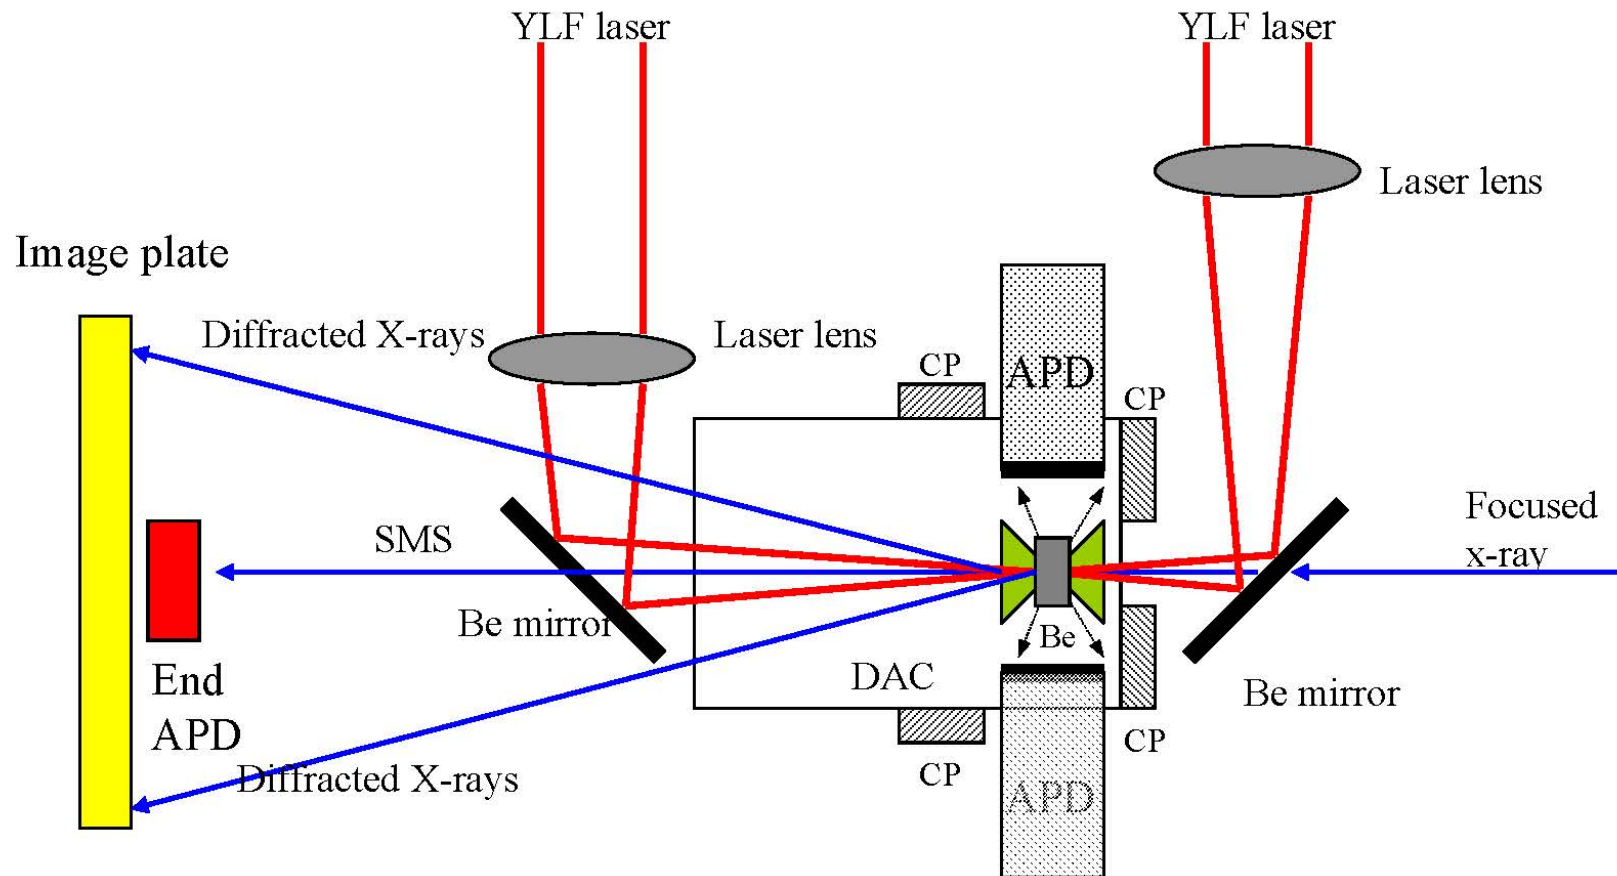 YLF laser
YLF laser
Laser lens
Image plate
Diffracted X-rays
Laser lens
CP
APD
CP
SMS
Focused
x-ray
Be mirror
Be
End
APD
DAC
Be mirror
CP
CP
Diffracted X-rays
APD